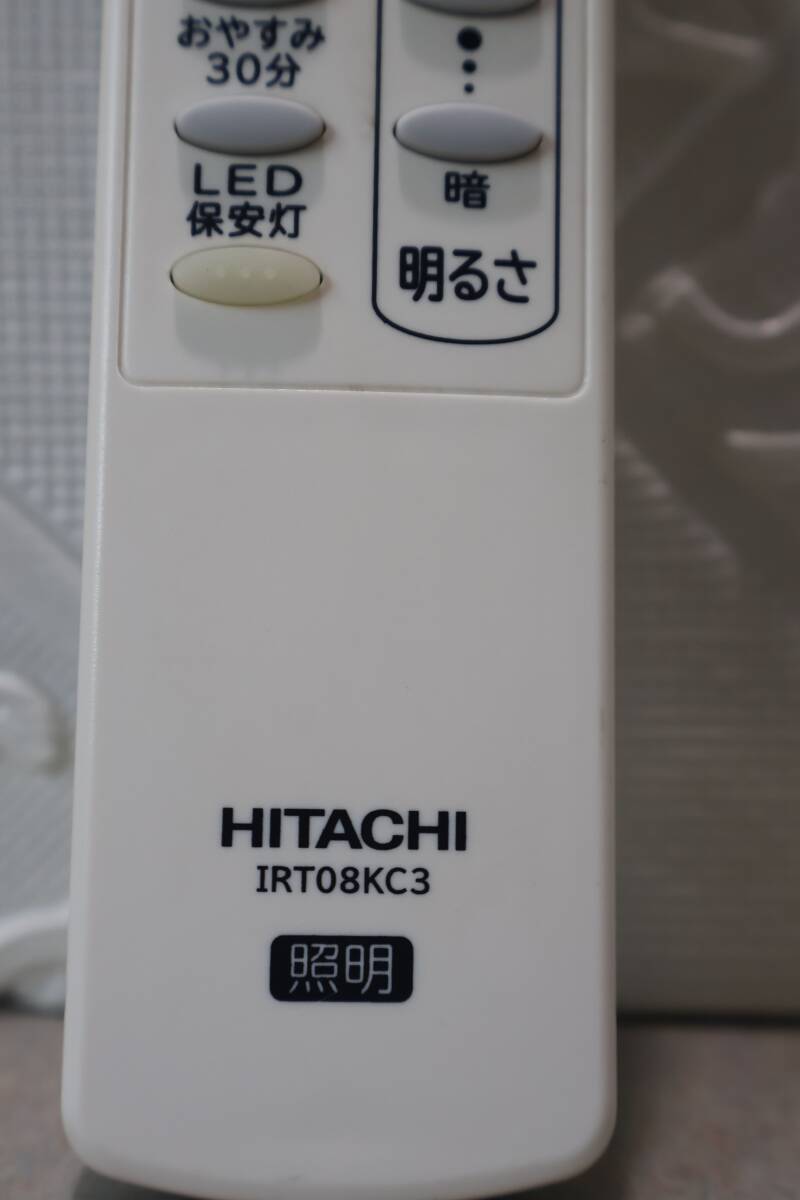 おやすみ
30分
LED
保安灯
暗
明るさ
HITACHI
IRT08KC3
照明